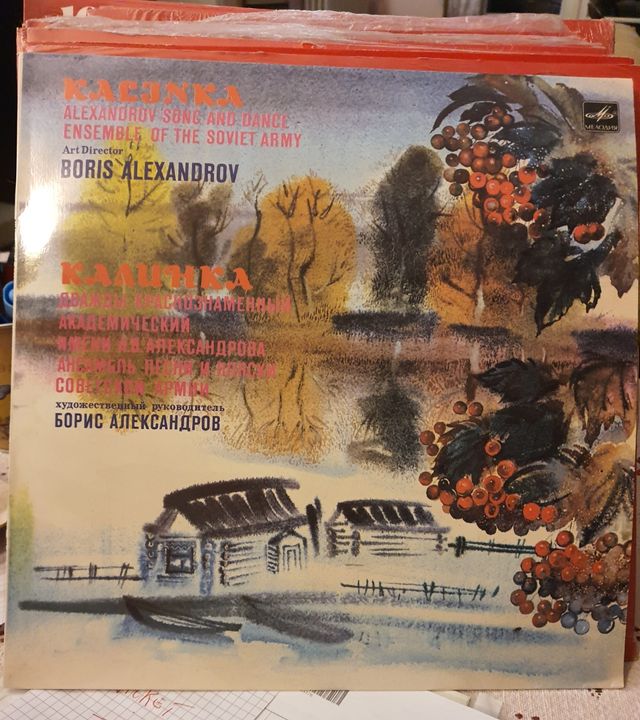 KALINKA
ALEXANDROV SONG AND DANCE
ENSEMBLE OF THE SOVIET ARMY
Art Director
BORIS ALEXANDROV
МЕЛОДИЯ
КАЛИНКА
ДВАЖДЫ КРАСНОЗНАМЕННЫЙ
АКАДЕМИЧЕСКИЙ
ИМЕНИ А.В.АЛЕКСАНДРОВА
АНСАМБЛЬ ПЕСНИ И ПЛЯСКИ
СОВЕТСКОЙ АРМИИ
художественный руководитель
БОРИС АЛЕКСАНДРОВ